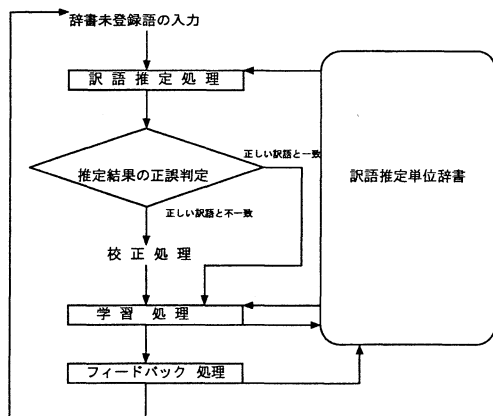 辞書未登録語の入力
訳 語 推 定 処 理
正しい訳語と一致
推定結果の正誤判定
訳語推定単位辞書
正しい訳語と不一致
校 正 処 理
学 習 処 理
フィードバック 処理